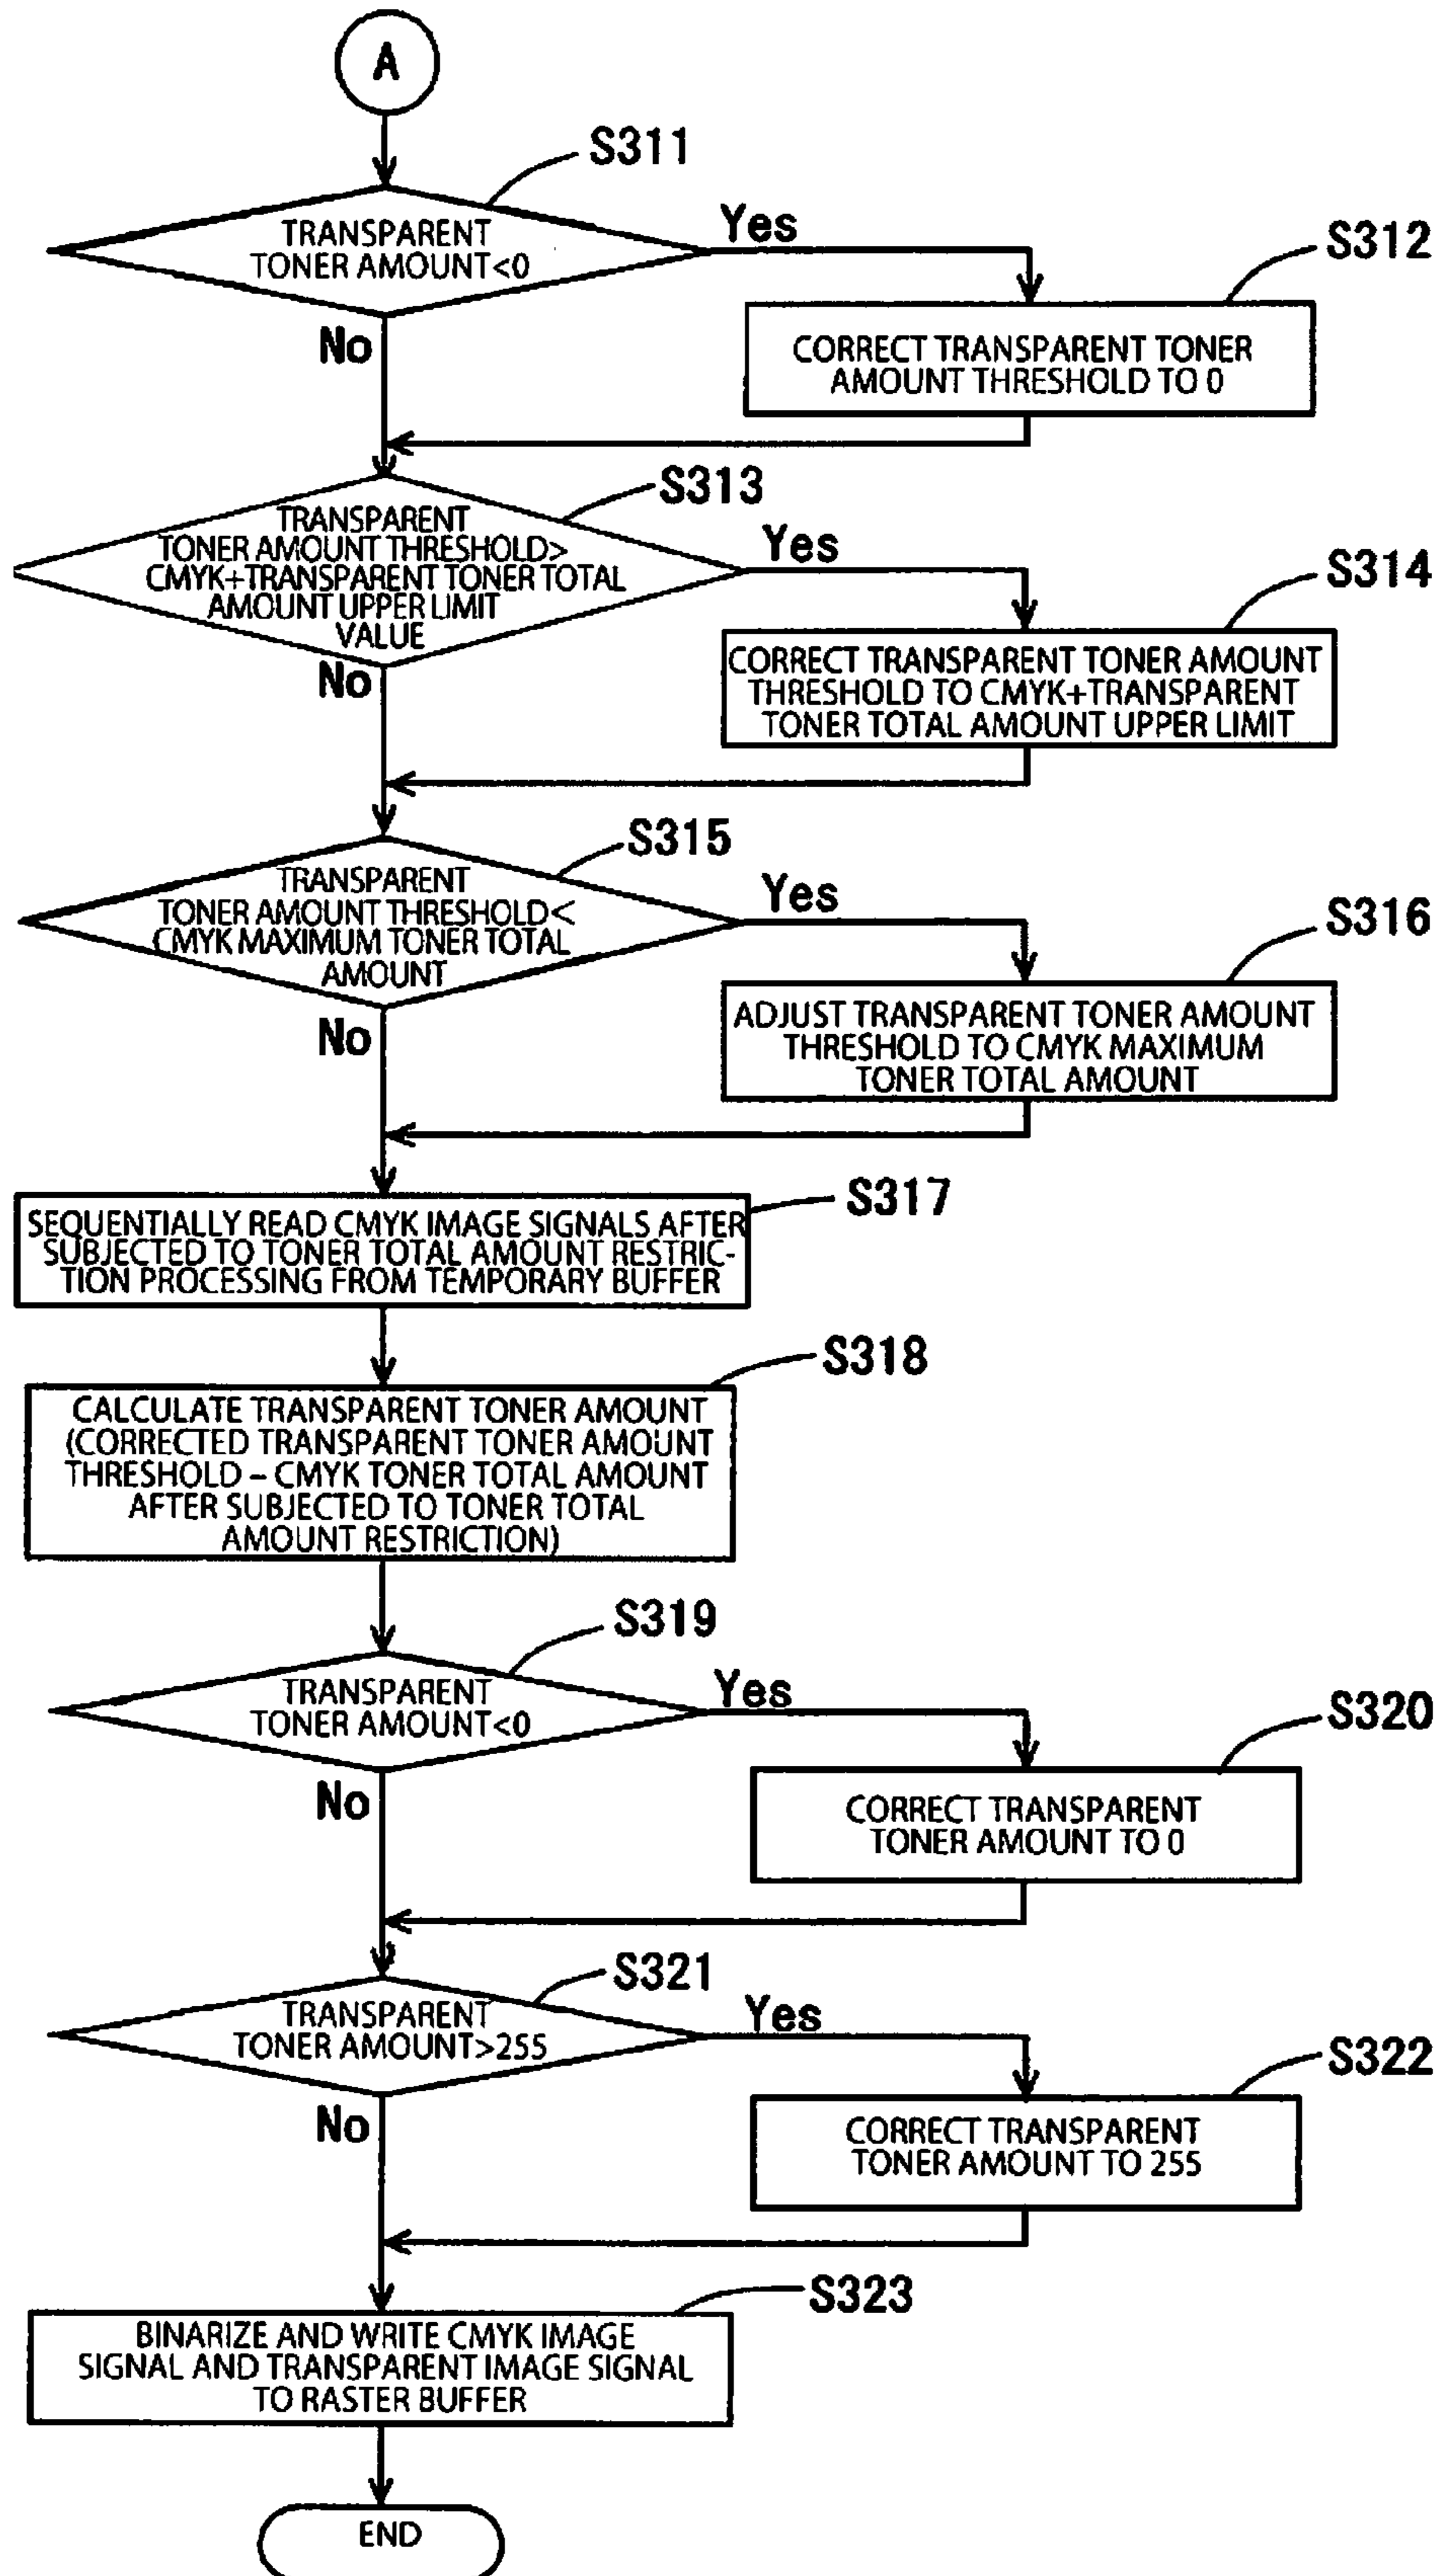 A
S311
TRANSPARENT
TONER AMOUNT<0
Yes
S312
CORRECT TRANSPARENT TONER
AMOUNT THRESHOLD TO 0
No
S313
TRANSPARENT
TONER AMOUNT THRESHOLD>
CMYK+TRANSPARENT TONER TOTAL
AMOUNT UPPER LIMIT
VALUE
Yes
S314
CORRECT TRANSPARENT TONER AMOUNT
THRESHOLD TO CMYK+TRANSPARENT
TONER TOTAL AMOUNT UPPER LIMIT
No
S315
TRANSPARENT
TONER AMOUNT THRESHOLD<
CMYK MAXIMUM TONER TOTAL
AMOUNT
Yes
S316
ADJUST TRANSPARENT TONER AMOUNT
THRESHOLD TO CMYK MAXIMUM
TONER TOTAL AMOUNT
No
S317
SEQUENTIALLY READ CMYK IMAGE SIGNALS AFTER
SUBJECTED TO TONER TOTAL AMOUNT RESTRIC-
TION PROCESSING FROM TEMPORARY BUFFER
S318
CALCULATE TRANSPARENT TONER AMOUNT
(CORRECTED TRANSPARENT TONER AMOUNT
THRESHOLD – CMYK TONER TOTAL AMOUNT
AFTER SUBJECTED TO TONER TOTAL
AMOUNT RESTRICTION)
S319
TRANSPARENT
TONER AMOUNT<0
Yes
S320
CORRECT TRANSPARENT
TONER AMOUNT TO 0
No
S321
TRANSPARENT
TONER AMOUNT>255
Yes
S322
CORRECT TRANSPARENT
TONER AMOUNT TO 255
No
S323
BINARIZE AND WRITE CMYK IMAGE
SIGNAL AND TRANSPARENT IMAGE SIGNAL
TO RASTER BUFFER
END